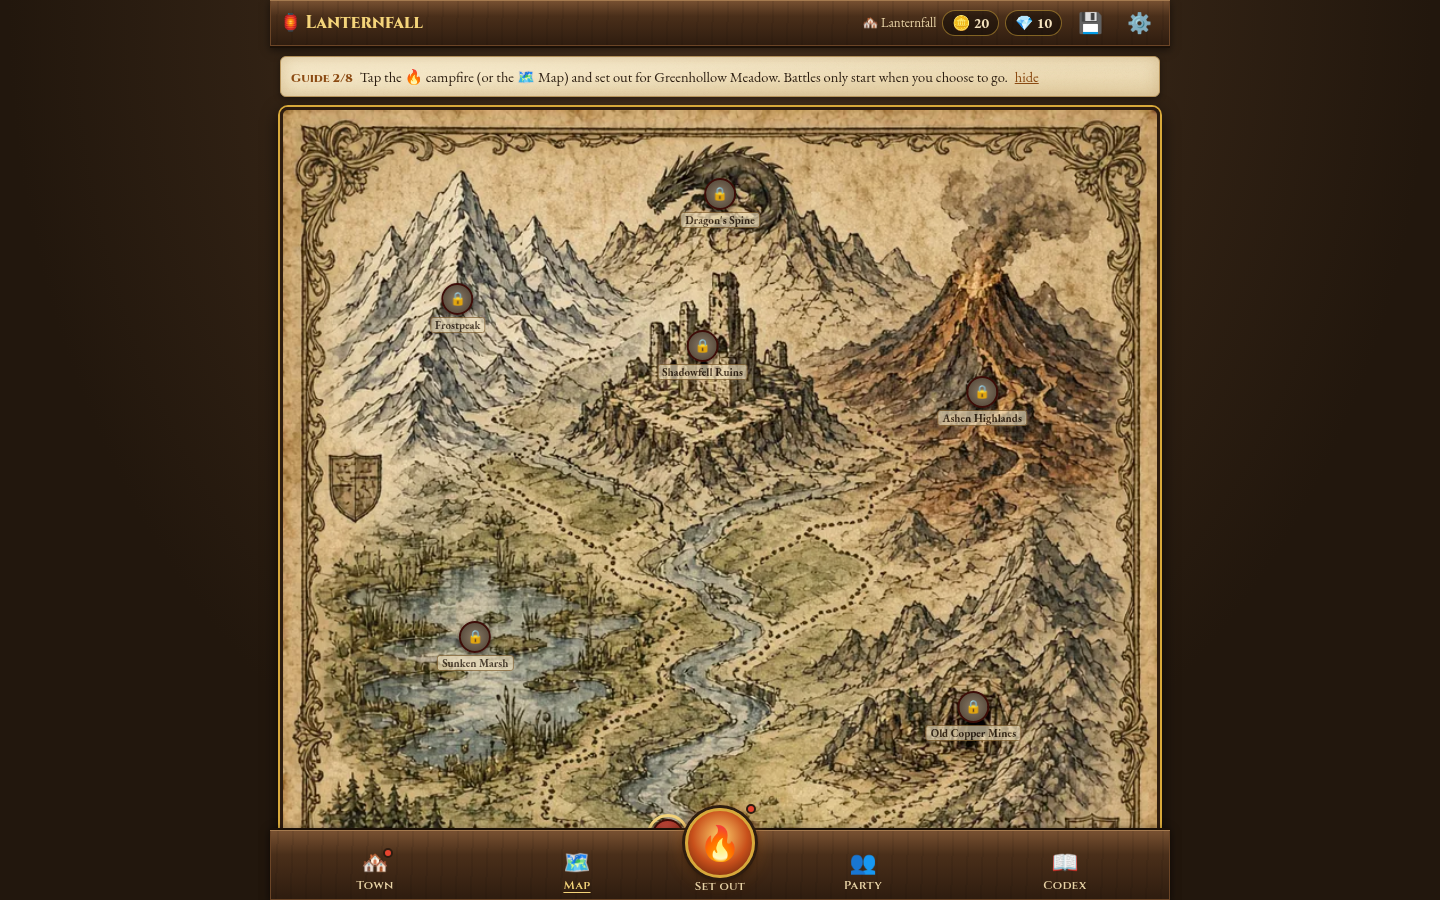 Lanternfall
Lanternfall
20
10
Guide 2/8 Tap the campfire (or the Map) and set out for Greenhollow Meadow. Battles only start when you choose to go. hide
Dragon's Spine
Frostpeak
Shadowfell Ruins
Ashen Highlands
Sunken Marsh
Old Copper Mines
Town
Map
Set out
Party
Codex